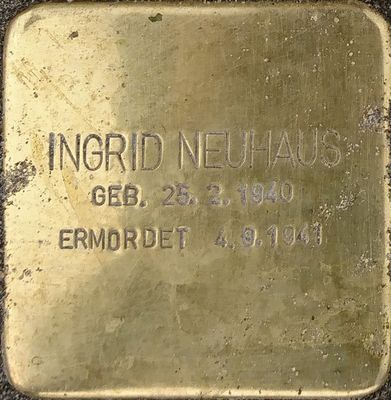 INGRID NEUHAUS
GEB. 25. 2. 1940
ERMORDET 4. 9. 1941